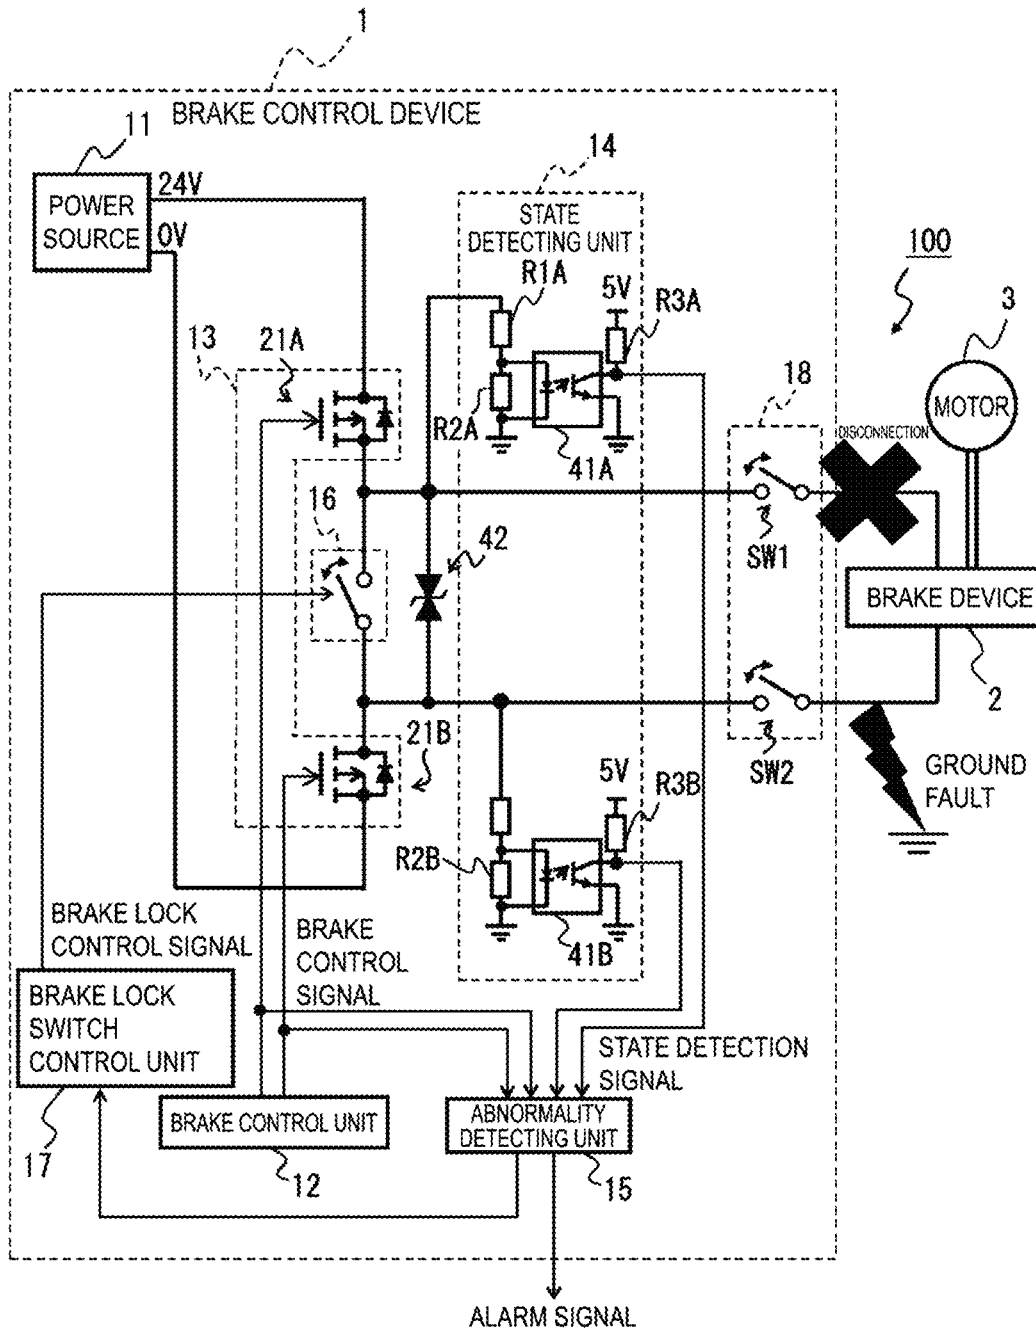 1
BRAKE CONTROL DEVICE
11
POWER
SOURCE
24V
0V
14
STATE
DETECTING UNIT
R1A
5V
R3A
100
3
13
21A
R2A
41A
18
DISCONNECTION
MOTOR
16
42
SW1
BRAKE DEVICE
2
SW2
21B
5V
R3B
GROUND
FAULT
R2B
41B
BRAKE LOCK
CONTROL SIGNAL
BRAKE
CONTROL
SIGNAL
BRAKE LOCK
SWITCH
CONTROL UNIT
STATE DETECTION
SIGNAL
17
BRAKE CONTROL UNIT
12
ABNORMALITY
DETECTING UNIT
15
ALARM SIGNAL